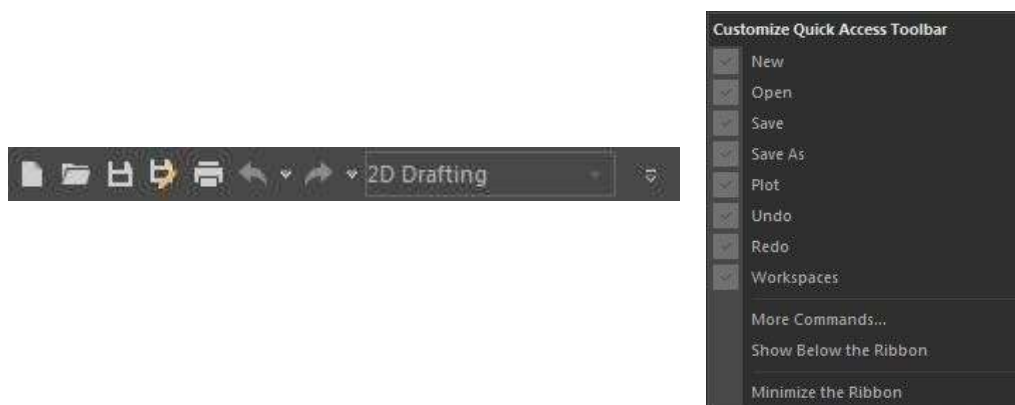 2D Drafting
Customize Quick Access Toolbar
New
Open
Save
Save As
Plot
Undo
Redo
Workspaces
More Commands...
Show Below the Ribbon
Minimize the Ribbon